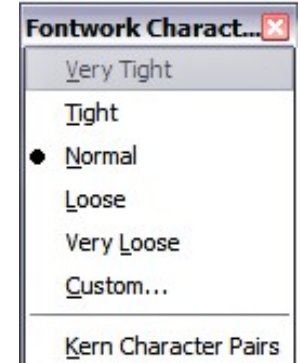 Fontwork Charact...
Very Tight
Tight
Normal
Loose
Very Loose
Custom...
Kern Character Pairs